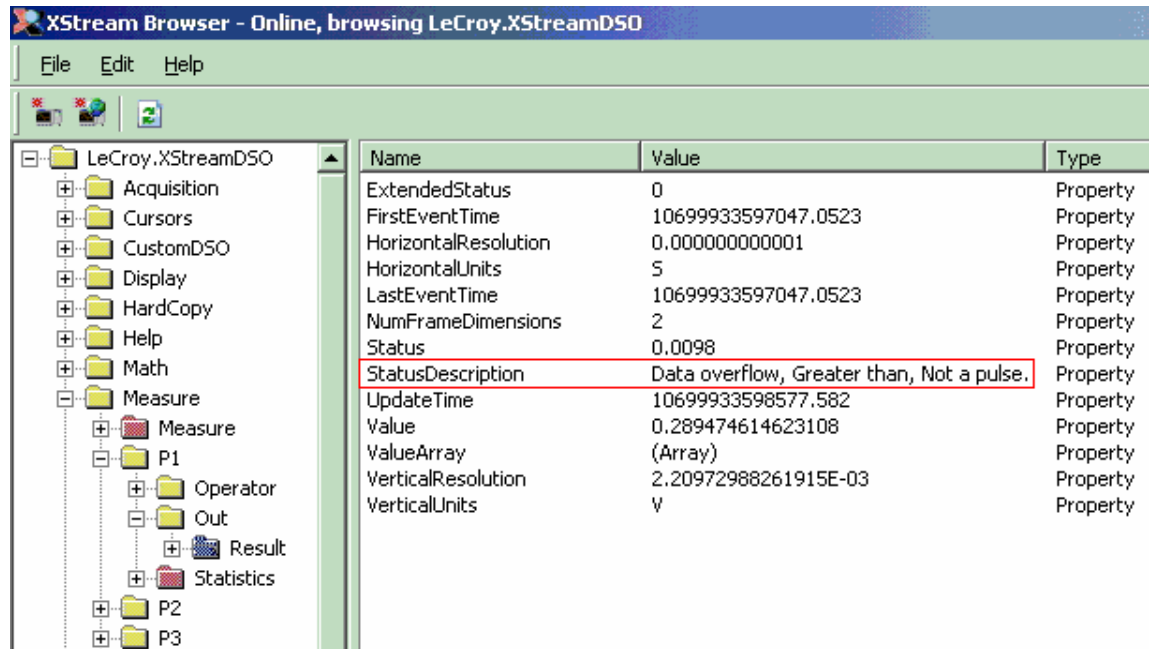 XStream Browser - Online, browsing LeCroy.XStreamDSO
File Edit Help
LeCroy.XStreamDSO
Acquisition
Cursors
CustomDSO
Display
HardCopy
Help
Math
Measure
Measure
P1
Operator
Out
Result
Statistics
P2
P3
Name Value Type
ExtendedStatus 0 Property
FirstEventTime 10699933597047.0523 Property
HorizontalResolution 0.000000000001 Property
HorizontalUnits S Property
LastEventTime 10699933597047.0523 Property
NumFrameDimensions 2 Property
Status 0.0098 Property
StatusDescription Data overflow, Greater than, Not a pulse. Property
UpdateTime 10699933598577.582 Property
Value 0.289474614623108 Property
ValueArray (Array) Property
VerticalResolution 2.20972988261915E-03 Property
VerticalUnits V Property